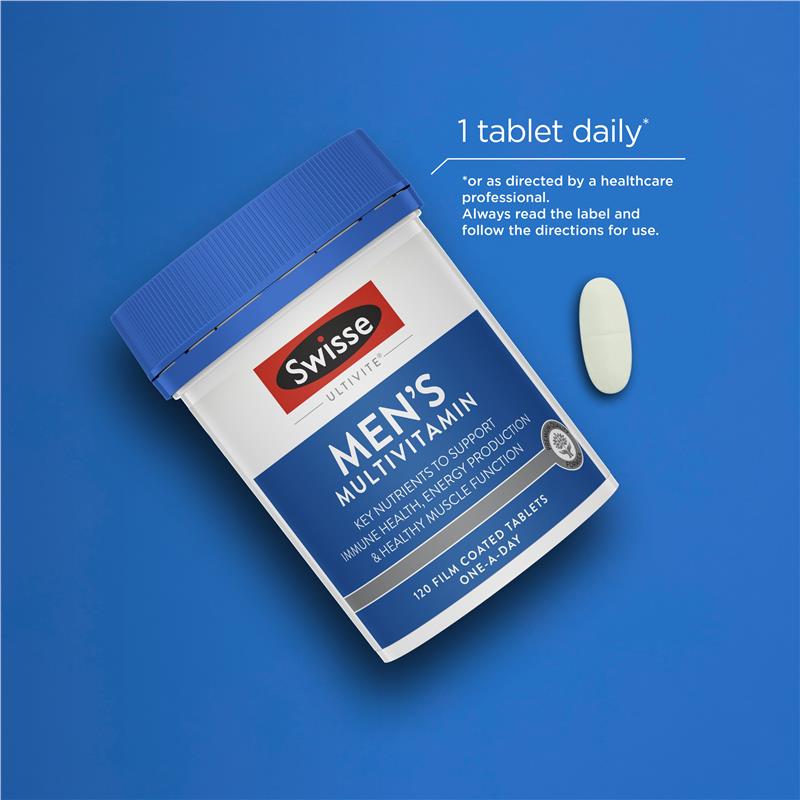 1 tablet daily*
*or as directed by a healthcare
professional.
Always read the label and
follow the directions for use.
Swisse
ULTIVITE®
MEN'S
MULTIVITAMIN
KEY NUTRIENTS TO SUPPORT
IMMUNE HEALTH, ENERGY PRODUCTION
& HEALTHY MUSCLE FUNCTION
120 FILM COATED TABLETS
ONE-A-DAY